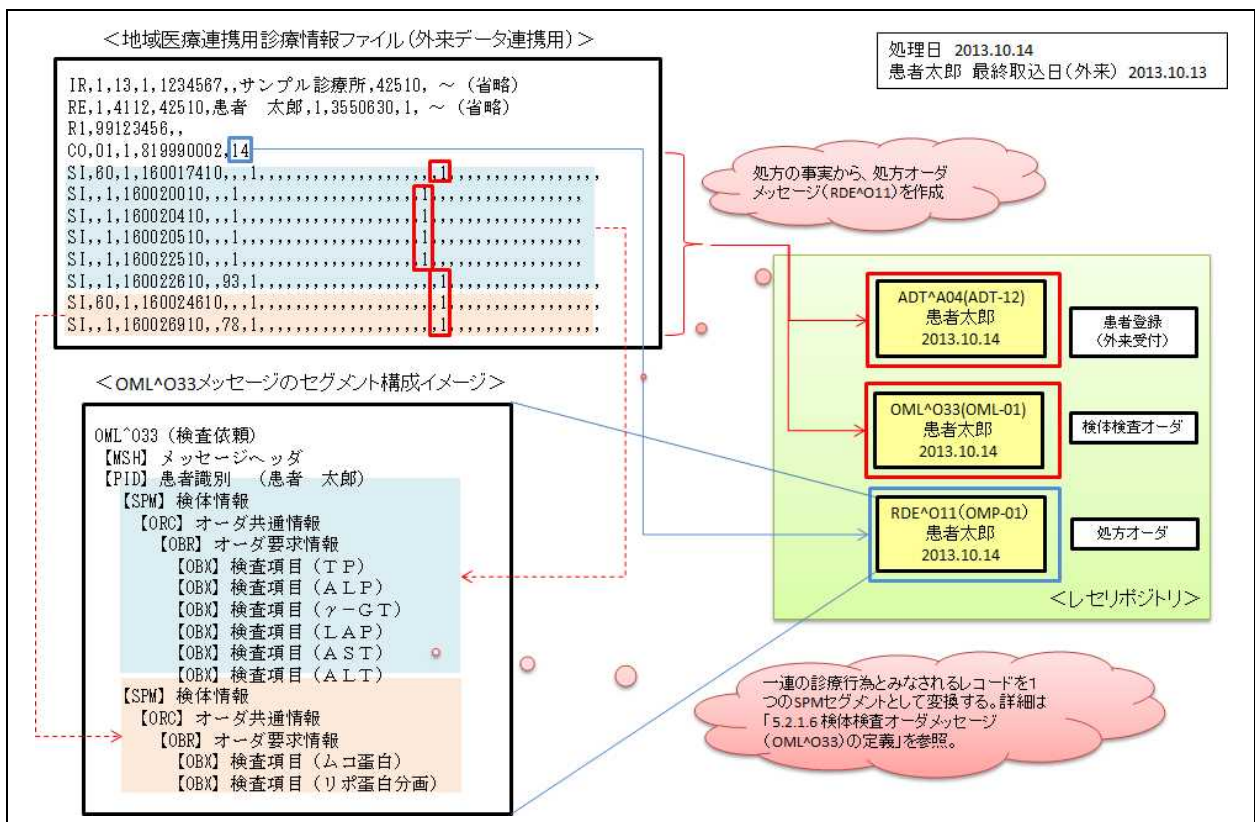 ＜地域医療連携用診療情報ファイル（外来データ連携用）＞
処理日 2013.10.14
患者太郎 最終取込日（外来） 2013.10.13
IR,1,13,1,1234567,,サンプル診療所,42510, ～ （省略）
RE,1,4112,42510,患者　太郎,1,3550630,1, ～ （省略）
R1,99123456,,
CO,01,1,819990002,14
SI,60,1,160017410,,,1,,,,,,,,,,,,,,,,,,1,,,,,,,,,,,,,,,,,,
SI,,1,160020010,,,1,,,,,,,,,,,,,,,,,,1,,,,,,,,,,,,,,,,,,
SI,,1,160020410,,,1,,,,,,,,,,,,,,,,,,1,,,,,,,,,,,,,,,,,,
SI,,1,160020510,,,1,,,,,,,,,,,,,,,,,,1,,,,,,,,,,,,,,,,,,
SI,,1,160022510,,,1,,,,,,,,,,,,,,,,,,1,,,,,,,,,,,,,,,,,,
SI,,1,160022610,,93,1,,,,,,,,,,,,,,,,,,1,,,,,,,,,,,,,,,,,,
SI,60,1,160024610,,,1,,,,,,,,,,,,,,,,,,1,,,,,,,,,,,,,,,,,,
SI,,1,160026910,,78,1,,,,,,,,,,,,,,,,,,1,,,,,,,,,,,,,,,,,,
処方の事実から、処方オーダ
メッセージ（RDE^O11）を作成
ADT^A04(ADT-12)
患者太郎
2013.10.14
患者登録
（外来受付）
OML^O33(OML-01)
患者太郎
2013.10.14
検体検査オーダ
RDE^O11（OMP-01）
患者太郎
2013.10.14
処方オーダ
＜レセリポジトリ＞
＜OML^O33メッセージのセグメント構成イメージ＞
OML^O33（検査依頼）
【MSH】メッセージヘッダ
【PID】患者識別　（患者　太郎）
【SPM】検体情報
【ORC】オーダ共通情報
【OBR】オーダ要求情報
【OBX】検査項目（ＴＰ）
【OBX】検査項目（ＡＬＰ）
【OBX】検査項目（γ－ＧＴ）
【OBX】検査項目（ＬＡＰ）
【OBX】検査項目（ＡＳＴ）
【OBX】検査項目（ＡＬＴ）
【SPM】検体情報
【ORC】オーダ共通情報
【OBR】オーダ要求情報
【OBX】検査項目（ムコ蛋白）
【OBX】検査項目（リポ蛋白分画）
一連の診療行為とみなされるレコードを1
つのSPMセグメントとして変換する。詳細は
「5.2.1.6 検体検査オーダメッセージ
（OML^O33）の定義」を参照。